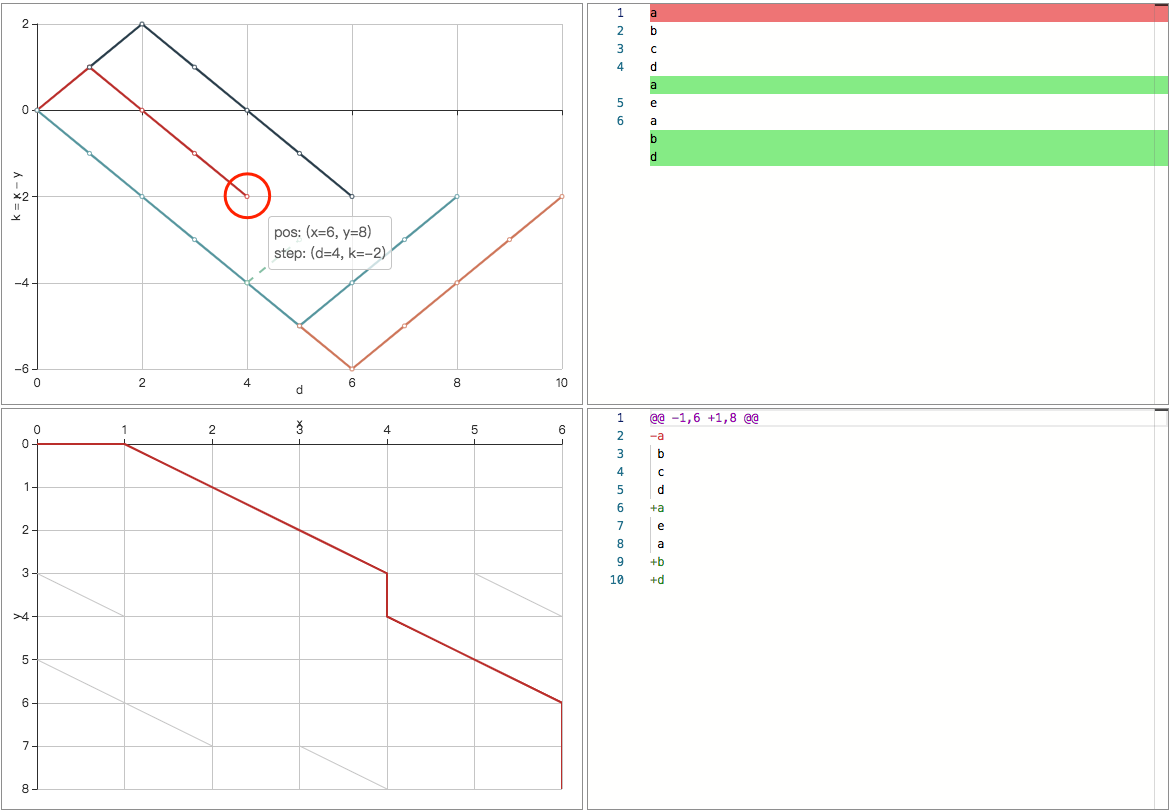 2
0
−2
−4
−6
k = x − y
0 2 4 6 8 10
d
pos: (x=6, y=8)
step: (d=4, k=−2)
1 a
2 b
3 c
4 d
a
5 e
6 a
b
d
x
0 1 2 3 4 5 6
0
1
2
3
4
5
6
7
8
y
1 @@ −1,6 +1,8 @@
2 −a
3 b
4 c
5 d
6 +a
7 e
8 a
9 +b
10 +d